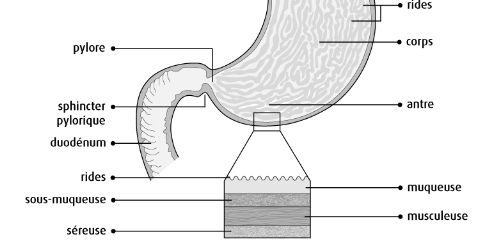 rides
corps
pylore
antre
sphincter
pylorique
duodénum
rides
muqueuse
sous-muqueuse
musculeuse
séreuse